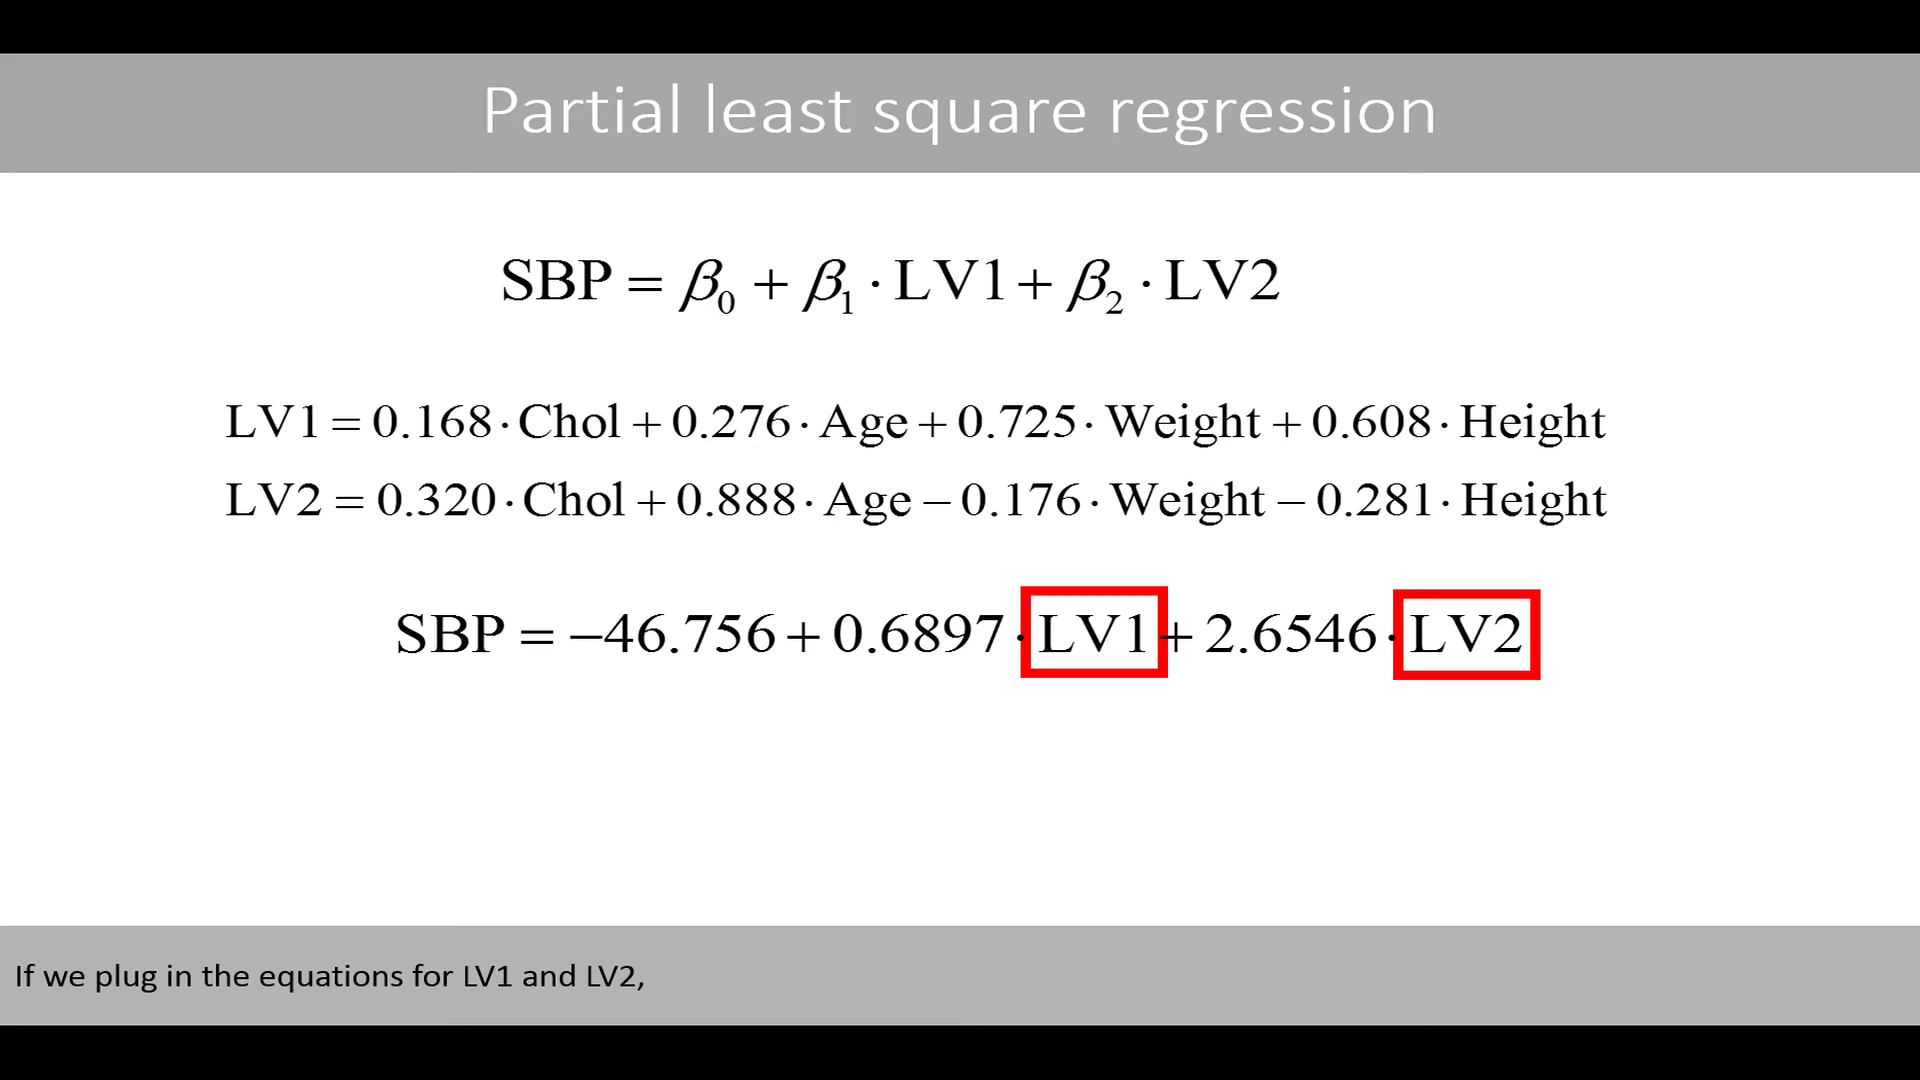 Partial least square regression
SBP = β₀ + β₁ · LV1 + β₂ · LV2
LV1 = 0.168 · Chol + 0.276 · Age + 0.725 · Weight + 0.608 · Height
LV2 = 0.320 · Chol + 0.888 · Age − 0.176 · Weight − 0.281 · Height
SBP = −46.756 + 0.6897 · LV1 + 2.6546 · LV2
If we plug in the equations for LV1 and LV2,